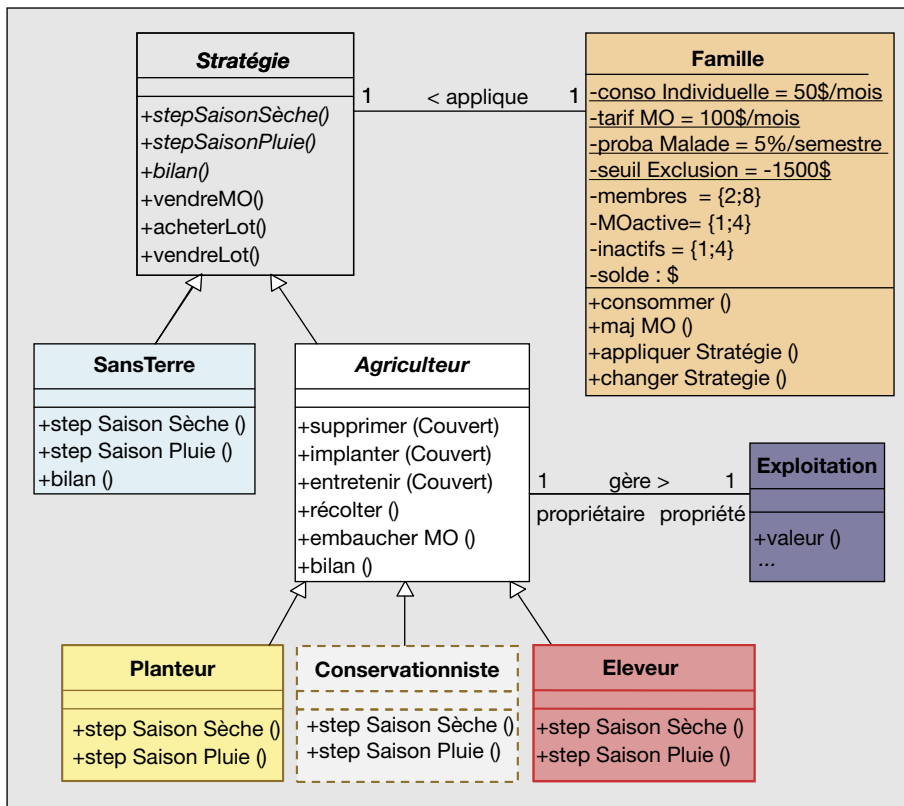 Stratégie
+stepSaisonSèche()
+stepSaisonPluie()
+bilan()
+vendreMO()
+acheterLot()
+vendreLot()
1 < applique 1
Famille
-conso Individuelle = 50$/mois
-tarif MO = 100$/mois
-proba Malade = 5%/semestre
-seuil Exclusion = -1500$
-membres = {2;8}
-MOactive= {1;4}
-inactifs = {1;4}
-solde : $
+consommer ()
+maj MO ()
+appliquer Stratégie ()
+changer Strategie ()
SansTerre
+step Saison Sèche ()
+step Saison Pluie ()
+bilan ()
Agriculteur
+supprimer (Couvert)
+implanter (Couvert)
+entretenir (Couvert)
+récolter ()
+embaucher MO ()
+bilan ()
1 gère > 1
propriétaire propriété
Exploitation
+valeur ()
...
Planteur
+step Saison Sèche ()
+step Saison Pluie ()
Conservationniste
+step Saison Sèche ()
+step Saison Pluie ()
Eleveur
+step Saison Sèche ()
+step Saison Pluie ()